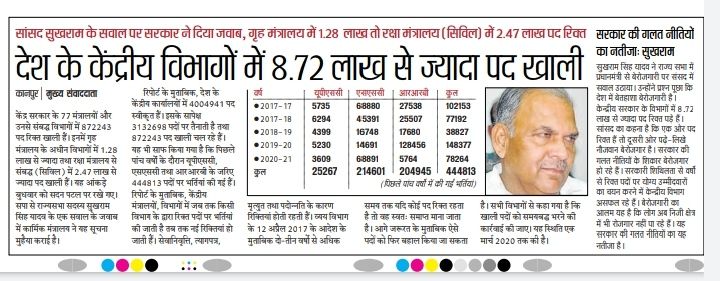 सांसद सुखराम के सवाल पर सरकार ने दिया जवाब, गृह मंत्रालय में 1.28 लाख तो रक्षा मंत्रालय (सिविल) में 2.47 लाख पद रिक्त
देश के केंद्रीय विभागों में 8.72 लाख से ज्यादा पद खाली
कानपुर | मुख्य संवाददाता
केंद्र सरकार के 77 मंत्रालयों और
उनसे संबद्ध विभागों में 872243
पद रिक्त खाली हैं। इनमें गृह
मंत्रालय के अधीन विभागों में 1.28
लाख से ज्यादा तथा रक्षा मंत्रालय से
संबद्ध (सिविल) में 2.47 लाख से
ज्यादा पद खाली हैं। यह आंकड़े
बुधवार को सदन पटल पर रखे गए।
सपा से राज्यसभा सदस्य सुखराम
सिंह यादव के एक सवाल के जवाब
में कार्मिक मंत्रालय ने यह सूचना
मुहैया कराई है।
रिपोर्ट के मुताबिक, देश के
केंद्रीय कार्यालयों में 4004941 पद
स्वीकृत हैं। इसके सापेक्ष
3132698 पदों पर तैनाती है तथा
872243 पद खाली चल रहे हैं।
यह भी साफ किया गया है कि पिछले
पांच वर्षों के दौरान यूपीएससी,
एसएससी तथा आरआरबी के जरिए
444813 पदों पर भर्तियां की गई हैं।
रिपोर्ट के मुताबिक, केंद्रीय
मंत्रालयों, विभागों में जब तक किसी
विभाग के द्वारा रिक्त पदों पर भर्तियां
की जाती है तब तक नई रिक्तियां हो
जाती हैं। सेवानिवृत्ति, त्यागपत्र,
वर्ष यूपीएससी एसएससी आरआरबी कुल
● 2017-17 5735 68880 27538 102153
● 2017-18 6294 45391 25507 77192
● 2018-19 4399 16748 17680 38827
● 2019-20 5230 14691 128456 148377
● 2020-21 3609 68891 5764 78264
कुल 25267 214601 204945 444813
(पिछले पांच वर्षों में की गई भर्तियां)
मृत्युत तथा पदोन्नति के कारण
रिक्तियां होती रहती हैं। व्यय विभाग
के 12 अप्रैल 2017 के आदेश के
मुताबिक दो-तीन वर्षों से अधिक
समय तक यदि कोई पद रिक्त रहता
है तो वह स्वत: समाप्त माना जाता
है। आगे जरूरत के मुताबिक ऐसे
पदों को फिर बहाल किया जा सकता
है। सभी विभागों से कहा गया है कि
खाली पदों को समयबद्ध भरने की
कार्रवाई की जाए। यह स्थिति एक
मार्च 2020 तक की है।
सरकार की गलत नीतियों
का नतीजा: सुखराम
सुखराम सिंह यादव ने राज्य सभा में
प्रधानमंत्री से बेरोजगारी पर संसद में
सवाल उठाया। उन्होंने प्रश्न पूछा कि
देश में बेतहाशा बेरोजगारी है।
केन्द्रीय सरकार के विभागों में 8.72
लाख से ज्यादा पद रिक्त पड़े हैं।
सांसद का कहना है कि एक ओर पद
रिक्त हैं तो दूसरी ओर पढ़े-लिखे
नौजवान बेरोजगार हैं। सरकार की
गलत नीतियों के शिकार बेरोजगार
हो रहे हैं। सरकारी शिथिलता से वर्षों
से रिक्त पदों पर योग्य उम्मीदवारों
का चयन करने में केन्द्रीय विभाग
असफल रहे हैं। बेरोजगारी का
आलम यह है कि लोग अब निजी क्षेत्र
में भी रोजगार नहीं पा रहे हैं। यह
सरकार की गलत नीतियों का यह
नतीजा है।